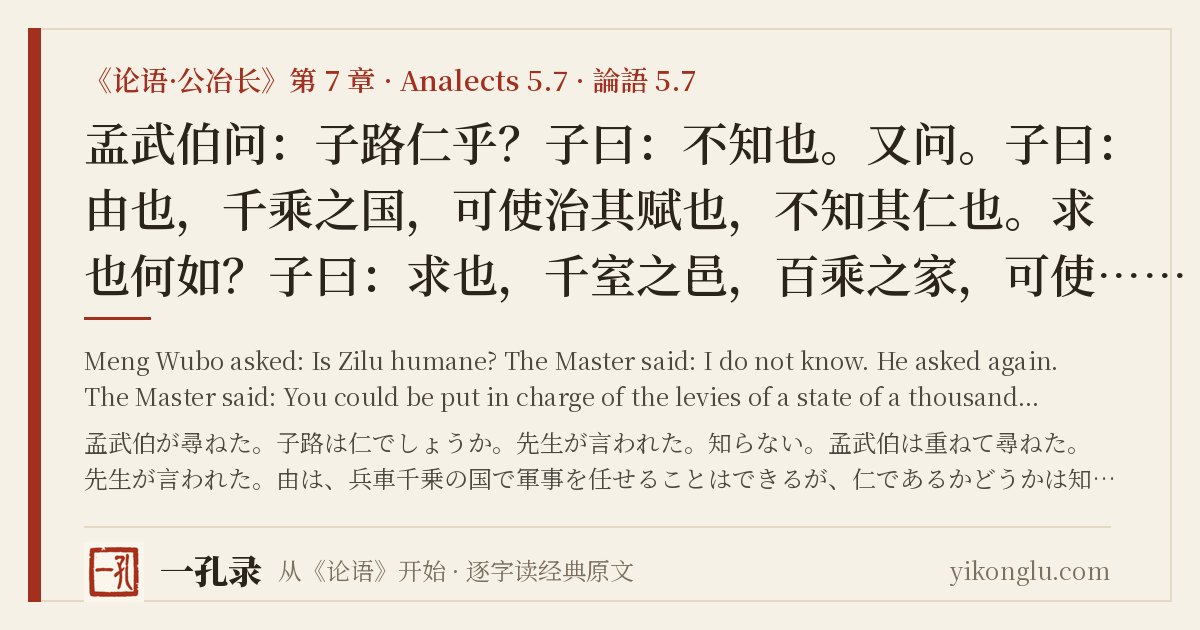 《论语·公冶长》第 7 章 · Analects 5.7 · 論語 5.7
孟武伯问：子路仁乎？子曰：不知也。又问。子曰：
由也，千乘之国，可使治其赋也，不知其仁也。求
也何如？子曰：求也，千室之邑，百乘之家，可使……
Meng Wubo asked: Is Zilu humane? The Master said: I do not know. He asked again.
The Master said: You could be put in charge of the levies of a state of a thousand...
孟武伯が尋ねた。子路は仁でしょうか。先生が言われた。知らない。孟武伯は重ねて尋ねた。
先生が言われた。由は、兵車千乗の国で軍事を任せることはできるが、仁であるかどうかは知…
一孔
一孔录 从《论语》开始 · 逐字读经典原文 yikonglu.com